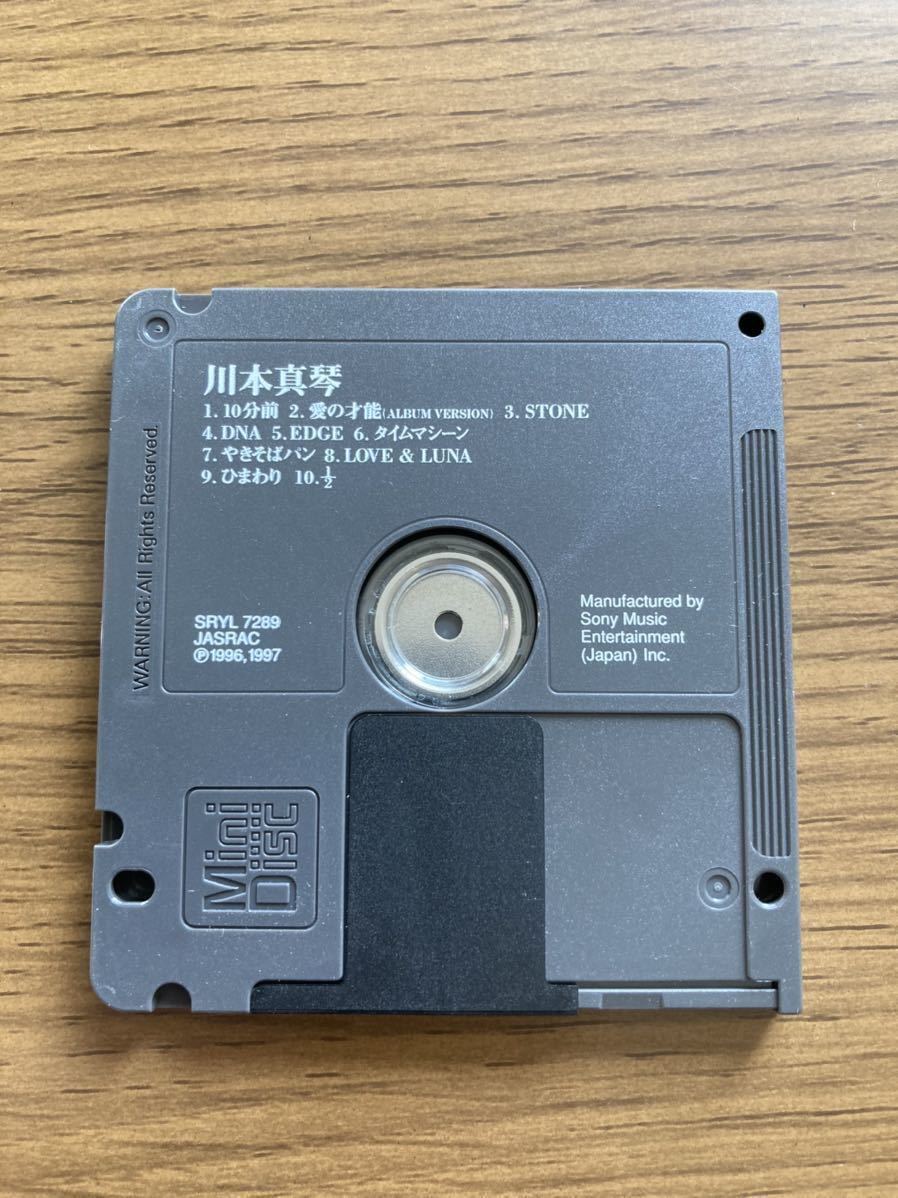 川本真琴
1. 10分前 2. 愛の才能(ALBUM VERSION) 3. STONE
4. DNA 5. EDGE 6. タイムマシーン
7. やきそばパン 8. LOVE & LUNA
9. ひまわり 10. ½
WARNING: All Rights Reserved.
SRYL 7289
JASRAC
Ⓟ1996,1997
Manufactured by
Sony Music
Entertainment
(Japan) Inc.
Mini
DISC